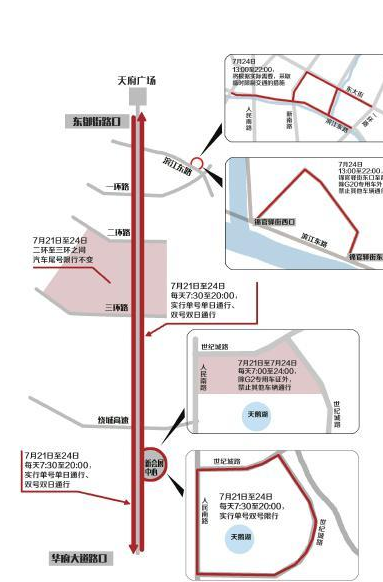 天府广场
东御街路口
滨江东路
一环路
二环路
7月21日至24日
二环至三环之间
汽车尾号限行不变
三环路
7月21日至24日
每天7:30至20:00,
实行单号单日通行、
双号双日通行
绕城高速
7月21日至24日
每天7:30至20:00,
实行单号单日通行、
双号双日通行
新会展
中心
华府大道路口
7月24日
13:00至22:00,
将根据实际需要, 采取
临时限制交通的措施
东大街
人民南路
新南路
滨江东路
一环路
7月24日
13:00至22:00,
锦官驿街东口至
除G20专用车外
禁止其他车辆通
锦官驿街西口
滨江东路
锦官驿街东
世纪城路
人民南路
7月21日至7月24日
每天7:00至24:00,
除G2专用车证外,
禁止其他车辆通行
天鹅湖
世纪城路
世纪城路
人民南路
7月21日至24日
每天7:30至20:00,
实行单双号限行
天鹅湖
世纪城路